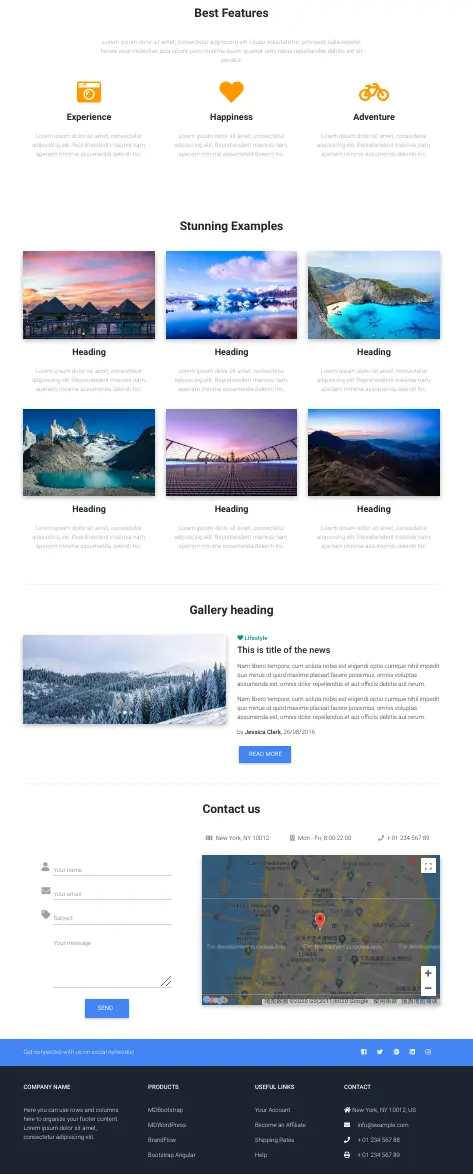 Best Features
Lorem ipsum dolor sit amet, consectetur adipisicing elit. Quasi voluptate hic provident nulla repellat
facere esse molestiae ipsa labore porro minima quam quaerat rem, natus repudiandae debitis est sit
pariatur.
Experience
Happiness
Adventure
Lorem ipsum dolor sit amet, consectetur
adipisicing elit. Reprehenderit maiores nam,
aperiam minima assumenda deleniti hic.
Lorem ipsum dolor sit amet, consectetur
adipisicing elit. Reprehenderit maiores nam,
aperiam minima assumenda deleniti hic.
Lorem ipsum dolor sit amet, consectetur
adipisicing elit. Reprehenderit maiores nam,
aperiam minima assumenda deleniti hic.
Stunning Examples
Heading
Heading
Heading
Lorem ipsum dolor sit amet, consectetur
adipisicing elit. Reprehenderit maiores nam,
aperiam minima assumenda deleniti hic.
Lorem ipsum dolor sit amet, consectetur
adipisicing elit. Reprehenderit maiores nam,
aperiam minima assumenda deleniti hic.
Lorem ipsum dolor sit amet, consectetur
adipisicing elit. Reprehenderit maiores nam,
aperiam minima assumenda deleniti hic.
Heading
Heading
Heading
Lorem ipsum dolor sit amet, consectetur
adipisicing elit. Reprehenderit maiores nam,
aperiam minima assumenda deleniti hic.
Lorem ipsum dolor sit amet, consectetur
adipisicing elit. Reprehenderit maiores nam,
aperiam minima assumenda deleniti hic.
Lorem ipsum dolor sit amet, consectetur
adipisicing elit. Reprehenderit maiores nam,
aperiam minima assumenda deleniti hic.
Gallery heading
Lifestyle
This is title of the news
Nam libero tempore, cum soluta nobis est eligendi optio cumque nihil impedit
quo minus id quod maxime placeat facere possimus, omnis voluptas
assumenda est, omnis dolor repellendus et aut officiis debitis aut rerum.
Nam libero tempore, cum soluta nobis est eligendi optio cumque nihil impedit
quo minus id quod maxime placeat facere possimus, omnis voluptas
assumenda est, omnis dolor repellendus et aut officiis debitis aut rerum.
by Jessica Clark, 26/08/2016
READ MORE
Contact us
New York, NY 10012
Mon - Fri, 8:00-22:00
+ 01 234 567 89
Your name
Your email
Subject
Your message
SEND
For development purposes only
For development purposes only
For development
Google
©2020 GS(2011)6020 Google
Get connected with us on social networks!
COMPANY NAME
Here you can use rows and columns
here to organize your footer content.
Lorem ipsum dolor sit amet,
consectetur adipisicing elit.
PRODUCTS
MDBootstrap
MDWordPress
BrandFlow
Bootstrap Angular
USEFUL LINKS
Your Account
Become an Affiliate
Shipping Rates
Help
CONTACT
New York, NY 10012, US
info@example.com
+ 01 234 567 88
+ 01 234 567 89